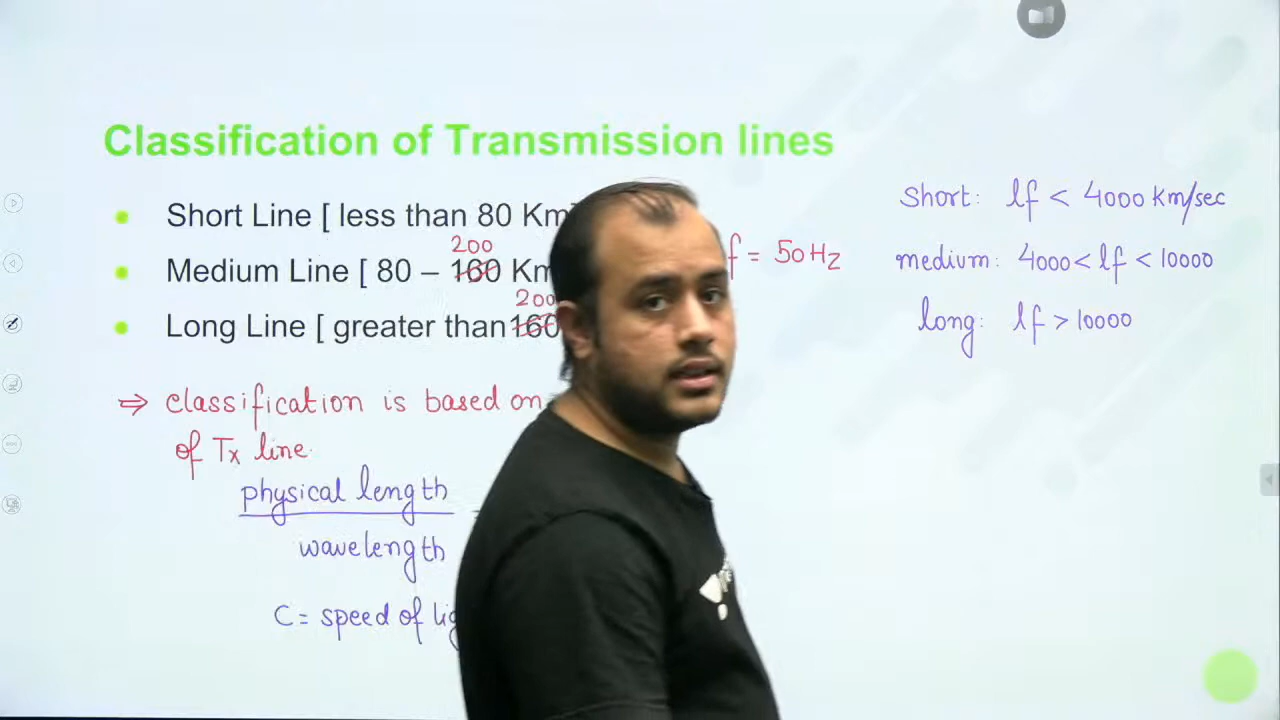 Classification of Transmission lines
Short Line [ less than 80 Km
200
Medium Line [ 80 – 160 Km
200
Long Line [ greater than 160
f = 50Hz
⇒ classification is based on
of Tx line.
physical length
wavelength
C = speed of
Short: lf < 4000 km/sec
medium: 4000 < lf < 10000
long: lf > 10000